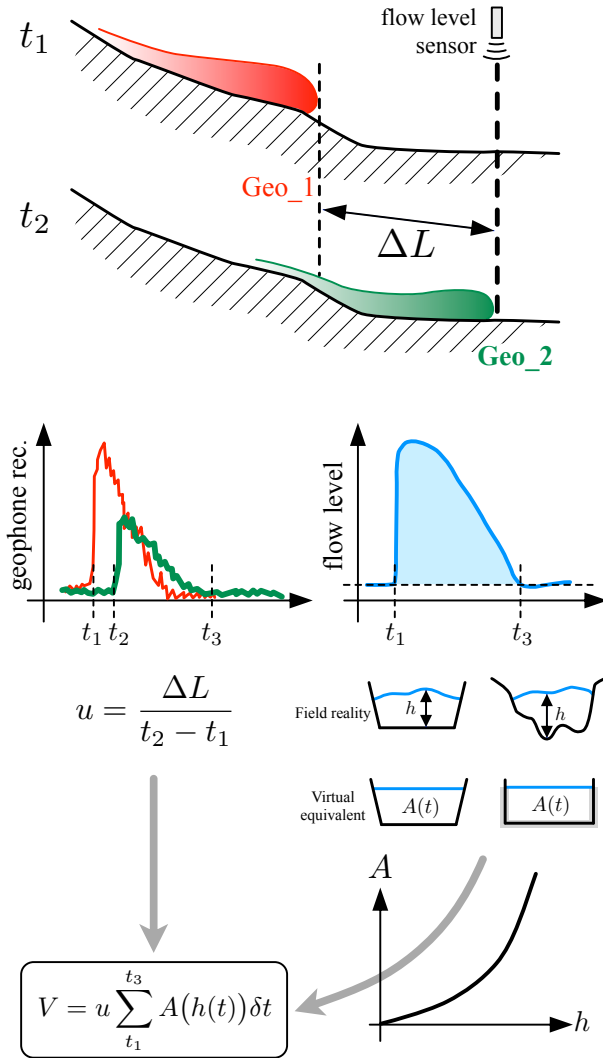 t₁
flow level
sensor
Geo_1
t₂
ΔL
Geo_2
geophone rec.
t₁ t₂ t₃
flow level
t₁ t₃
u = ΔL / (t₂ − t₁)
Field reality
h
h
Virtual
equivalent
A(t)
A(t)
A
h
V = u ∑_{t₁}^{t₃} A(h(t))δt